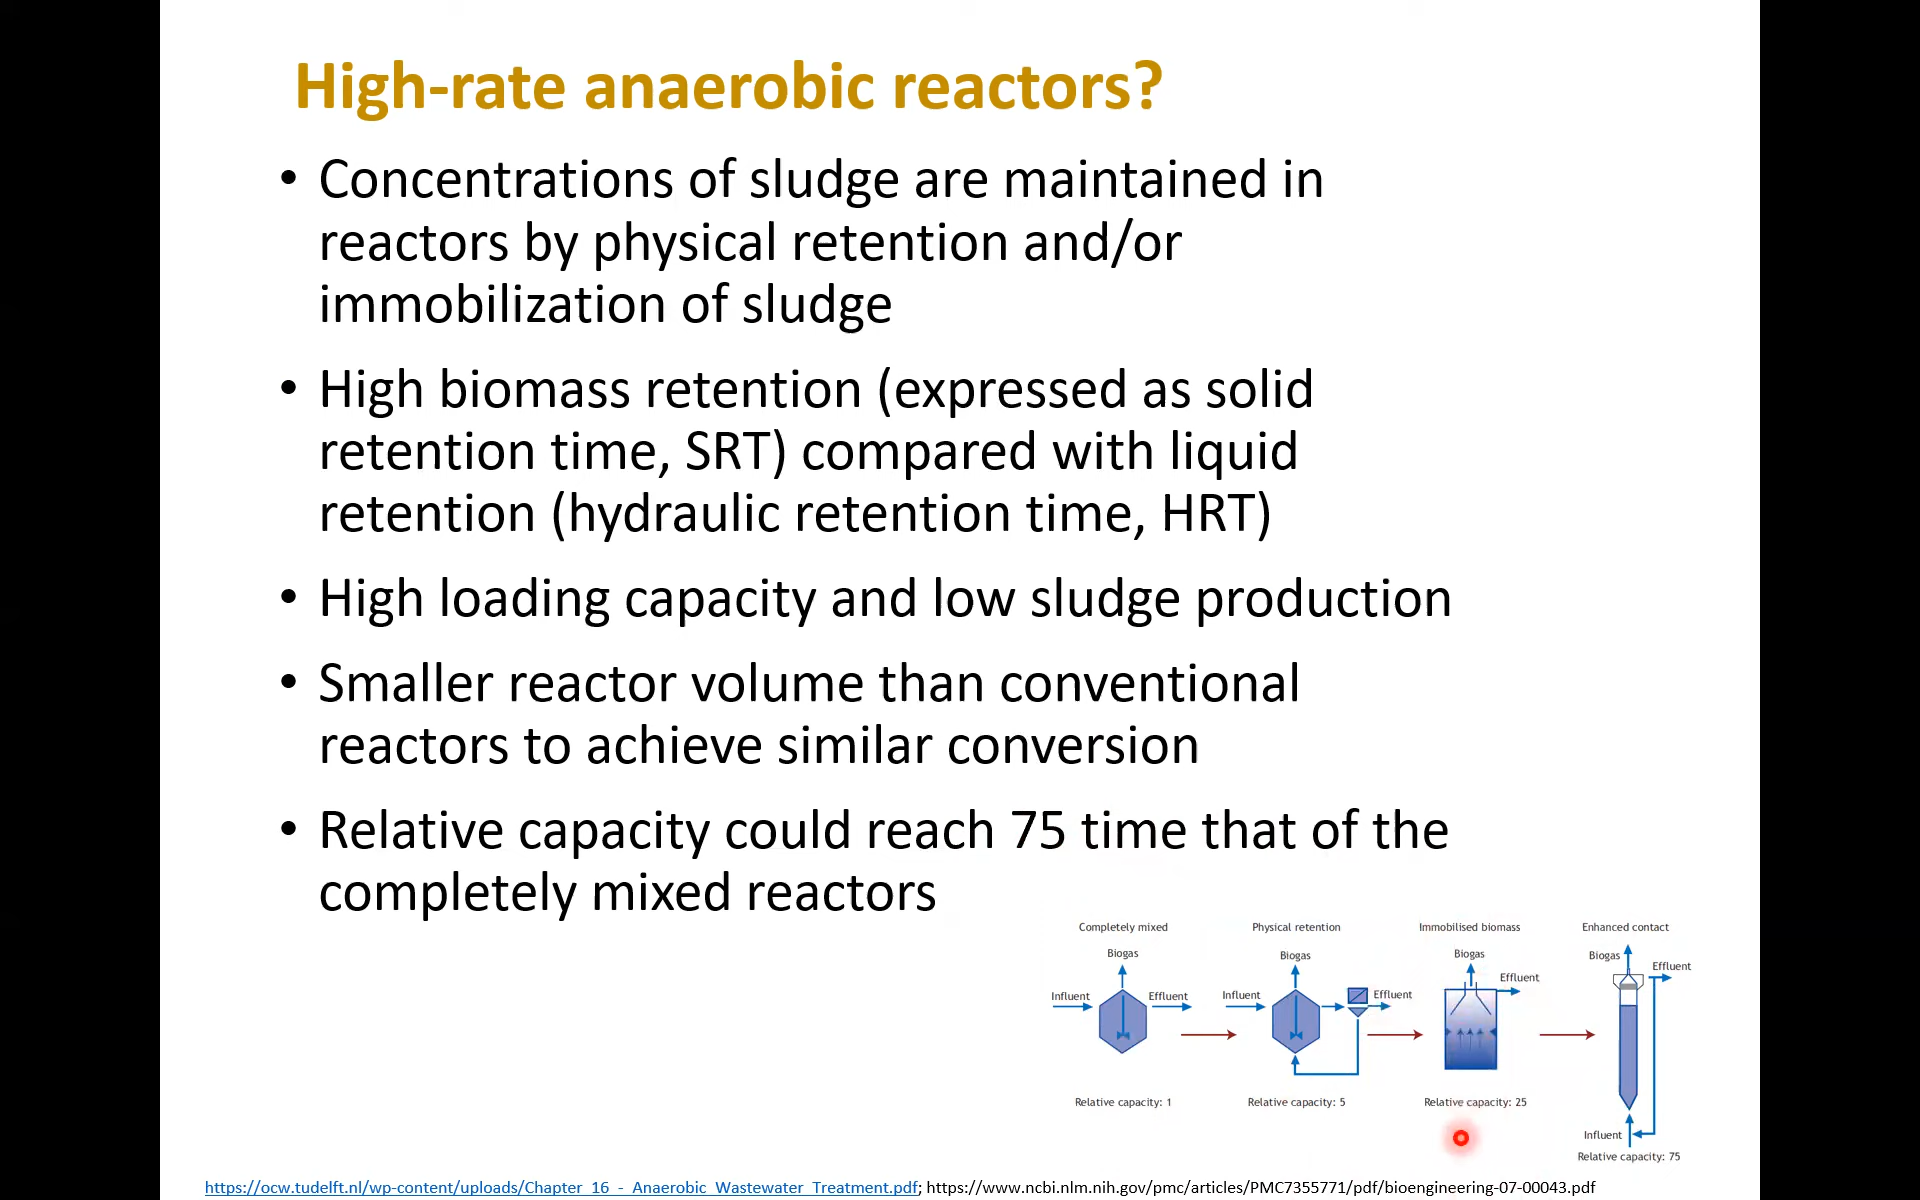 High-rate anaerobic reactors?
• Concentrations of sludge are maintained in
reactors by physical retention and/or
immobilization of sludge
• High biomass retention (expressed as solid
retention time, SRT) compared with liquid
retention (hydraulic retention time, HRT)
• High loading capacity and low sludge production
• Smaller reactor volume than conventional
reactors to achieve similar conversion
• Relative capacity could reach 75 time that of the
completely mixed reactors
Completely mixed
Biogas
Influent
Effluent
Relative capacity: 1
Physical retention
Biogas
Influent
Effluent
Relative capacity: 5
Immobilised biomass
Biogas
Effluent
Relative capacity: 25
Enhanced contact
Biogas
Effluent
Influent
Relative capacity: 75
https://ocw.tudelft.nl/wp-content/uploads/Chapter_16_-_Anaerobic_Wastewater_Treatment.pdf; https://www.ncbi.nlm.nih.gov/pmc/articles/PMC7355771/pdf/bioengineering-07-00043.pdf